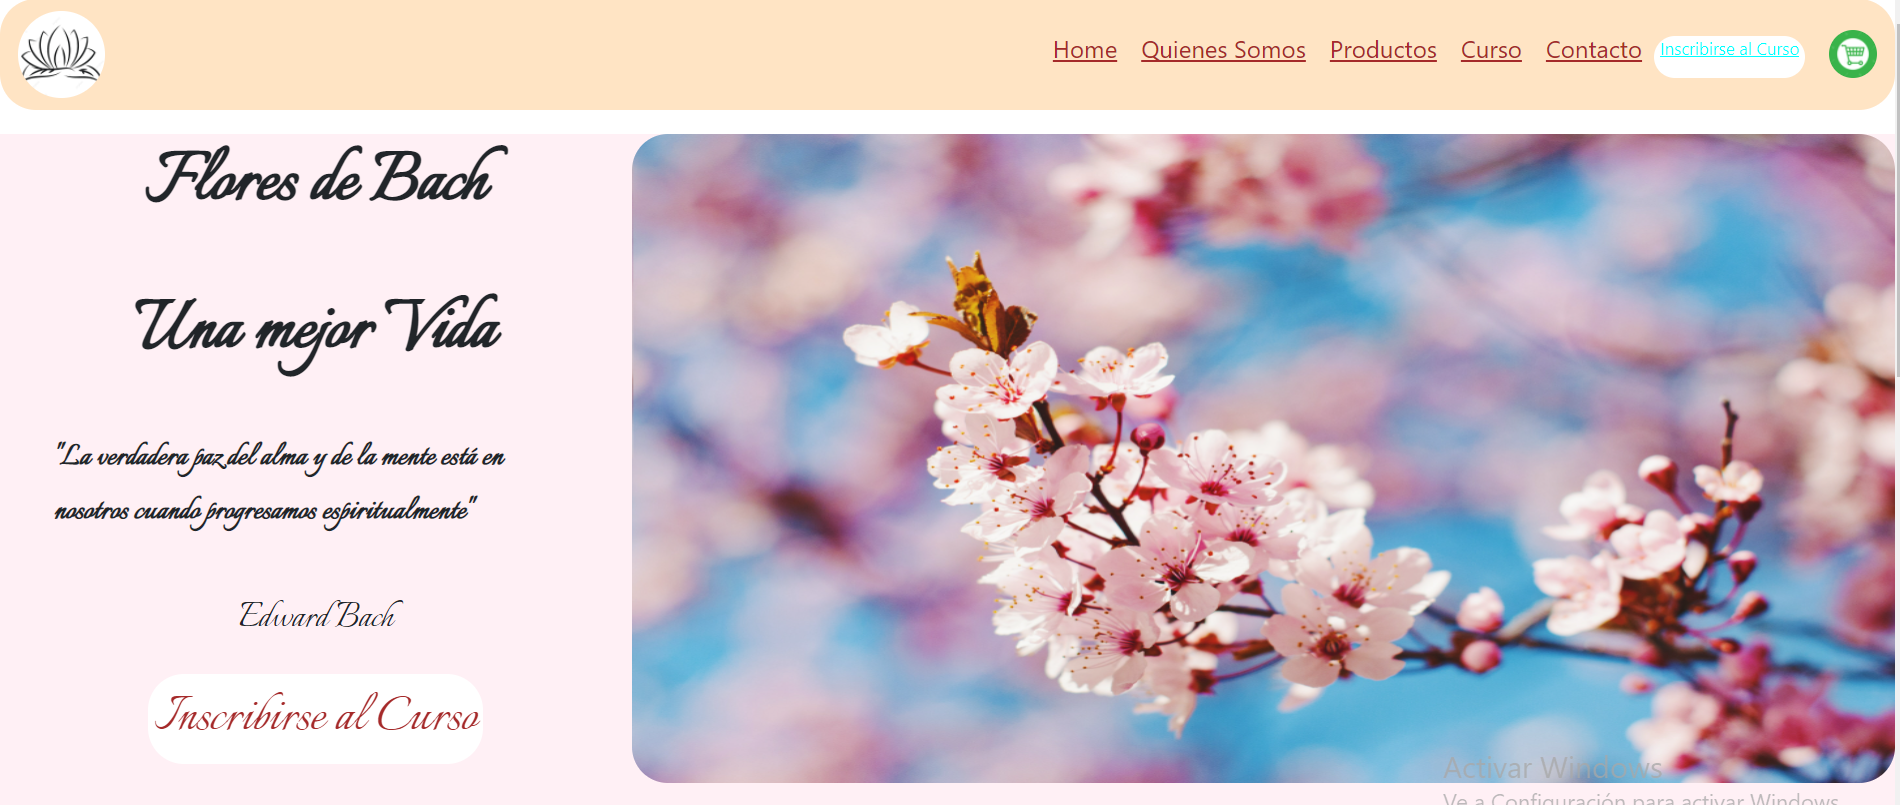 Home Quienes Somos Productos Curso Contacto Inscribirse al Curso
Flores de Bach
Una mejor Vida
"La verdadera paz del alma y de la mente está en
nosotros cuando progresamos espiritualmente"
Edward Bach
Inscribirse al Curso
Activar Windows
Ve a Configuración para activar Windows.